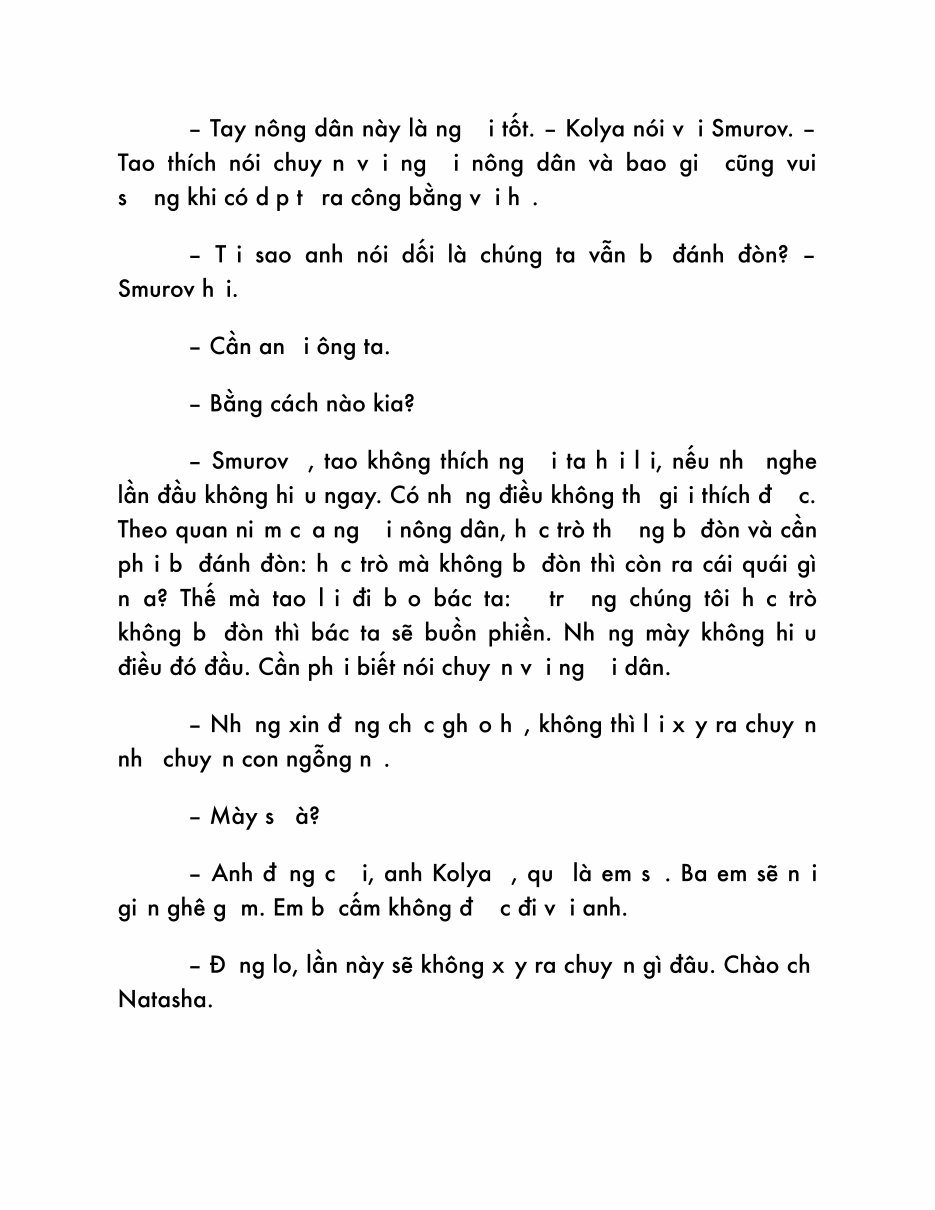 – Tay nông dân này là ng i tốt. – Kolya nói v i Smurov. –
Tao thích nói chuy n v i ng i nông dân và bao gi cũng vui
s ng khi có d p t ra công bằng v i h .
– T i sao anh nói dối là chúng ta vẫn b đánh đòn? –
Smurov h i.
– Cần an i ông ta.
– Bằng cách nào kia?
– Smurov , tao không thích ng i ta h i l i, nếu nh nghe
lần đầu không hi u ngay. Có nh ng điều không th gi i thích đ c.
Theo quan ni m c a ng i nông dân, h c trò th ng b đòn và cần
ph i b đánh đòn: h c trò mà không b đòn thì còn ra cái quái gì
n a? Thế mà tao l i đi b o bác ta: tr ng chúng tôi h c trò
không b đòn thì bác ta sẽ buồn phiền. Nh ng mày không hi u
điều đó đầu. Cần ph i biết nói chuy n v i ng i dân.
– Nh ng xin đ ng ch c gh o h , không thì l i x y ra chuy n
nh chuy n con ngỗng n .
– Mày s à?
– Anh đ ng c i, anh Kolya , qu là em s . Ba em sẽ n i
gi n ghê g m. Em b cấm không đ c đi v i anh.
– Đ ng lo, lần này sẽ không x y ra chuy n gì đâu. Chào ch
Natasha.